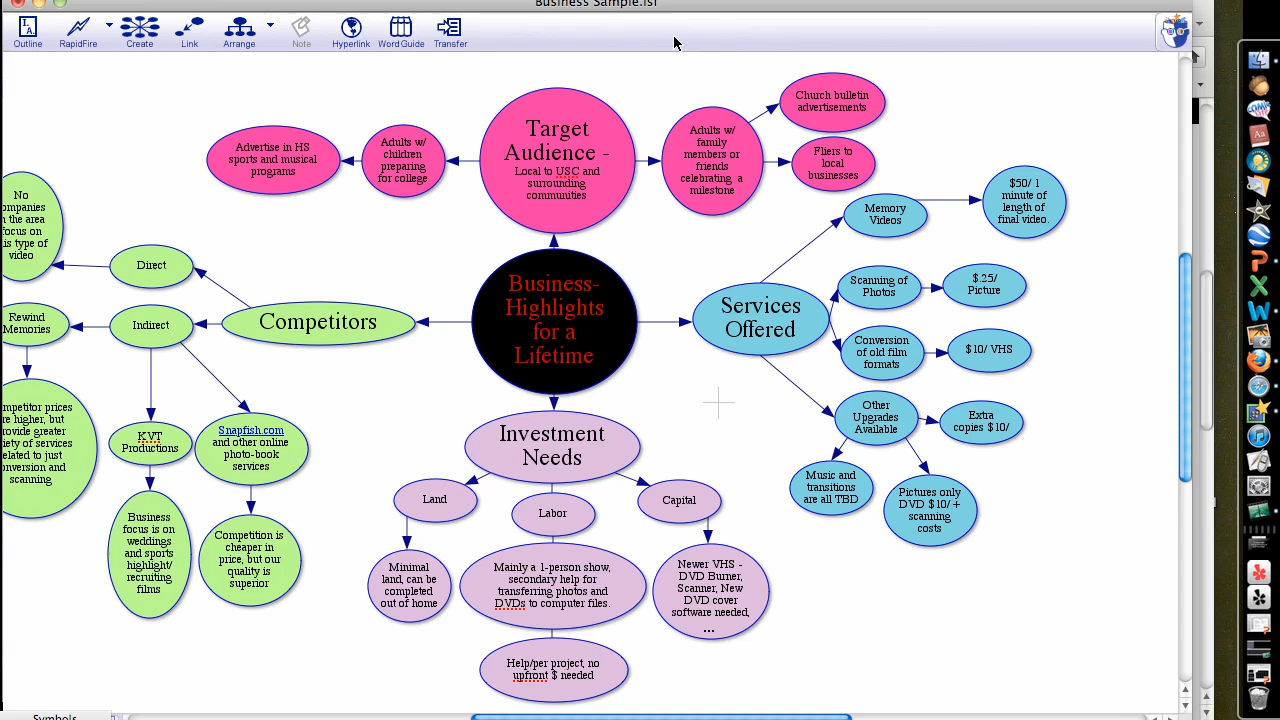 Business Sample.isf
Outline
RapidFire
Create
Link
Arrange
Note
Hyperlink
Word Guide
Transfer
Target
Audience -
Local to USC and
surrounding
communities
Adults w/
children
preparing
for college
Advertise in HS
sports and musical
programs
Adults w/
family
members or
friends
celebrating a
milestone
Church bulletin
advertisements
Fliers to
local
businesses
Business-
Highlights
for a
Lifetime
Services
Offered
Memory
Videos
$50/ 1
minute of
length of
final video.
Scanning of
Photos
$.25/
Picture
Conversion
of old film
formats
$10/ VHS
Other
Upgrades
Available
Extra
copies $10/
Music and
transitions
are all TBD
Pictures only
DVD $10/ +
scanning
costs
Competitors
Direct
No
ompanies
the area
focus on
is type of
video
Indirect
Rewind
Memories
mpetitor prices
re higher, but
rovide greater
iety of services
elated to just
onversion and
scanning
KVT
Productions
Business
focus is on
weddings
and sports
highlight/
recruiting
films
Snapfish.com
and other online
photo-book
services
Competition is
cheaper in
price, but our
quality is
superior
Investment
Needs
Land
Minimal
land, can be
completed
out of home
Labor
Mainly a 1-person show,
secondary help for
transferring photos and
DVDs to computer files.
Help/per project, no
upfront $ needed
Capital
Newer VHS -
DVD Burner,
Scanner, New
DVD cover
software needed,
...
Symbols